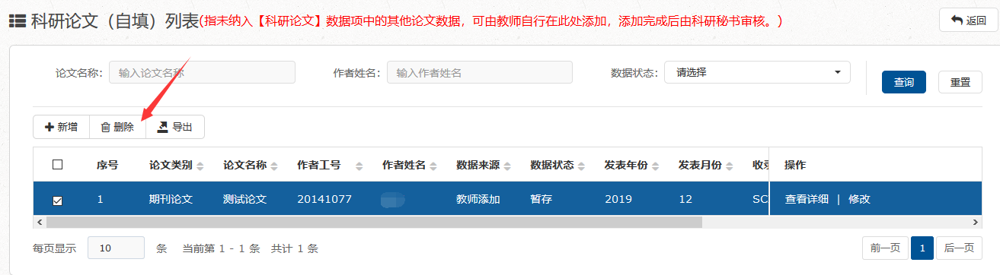 科研论文（自填）列表(指未纳入【科研论文】数据项中的其他论文数据，可由教师自行在此处添加，添加完成后由科研秘书审核。) 返回
论文名称: 输入论文名称 作者姓名: 输入作者姓名 数据状态: 请选择 查询 重置
新增 删除 导出
序号 论文类别 论文名称 作者工号 作者姓名 数据来源 数据状态 发表年份 发表月份 收录 操作
1 期刊论文 测试论文 20141077 教师添加 暂存 2019 12 SC 查看详细 | 修改
每页显示 10 条 当前第 1 - 1 条 共计 1 条 前一页 1 后一页